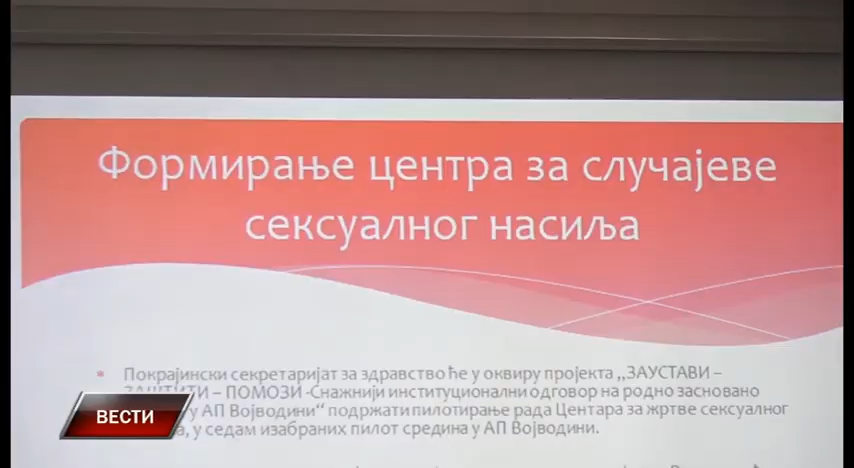 Формирање центра за случајеве
сексуалног насиља
* Покрајински секретаријат за здравство ће у оквиру пројекта „ЗАУСТАВИ –
ЗАШТИТИ – ПОМОЗИ -Снажнији институционални одговор на родно засновано
у АП Војводини“ подржати пилотирање рада Центара за жртве сексуалног
а, у седам изабраних пилот средина у АП Војводини.
ВЕСТИ